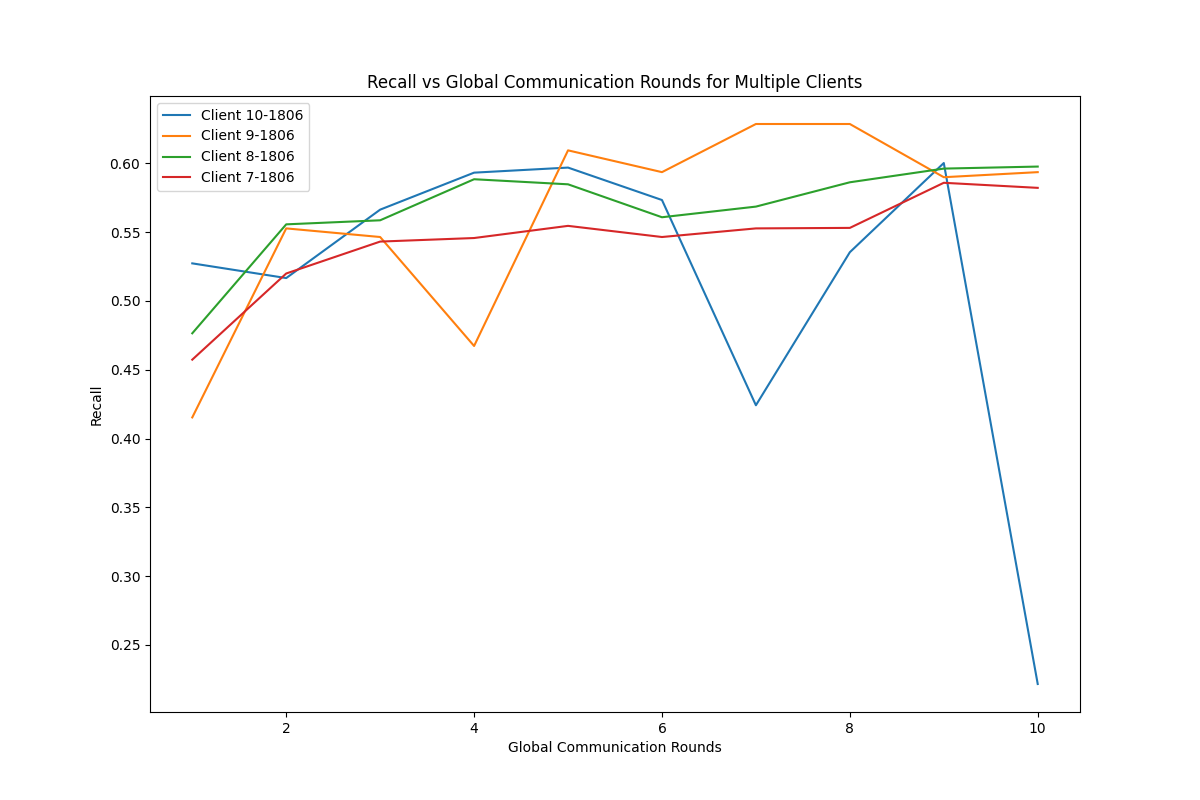 Recall vs Global Communication Rounds for Multiple Clients
Client 10-1806
Client 9-1806
Client 8-1806
Client 7-1806
0.60
0.55
0.50
0.45
0.40
0.35
0.30
0.25
Recall
2 4 6 8 10
Global Communication Rounds